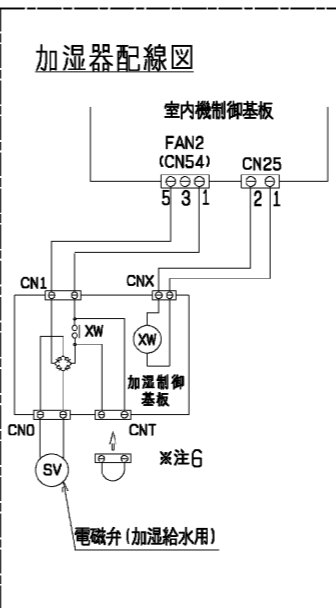 加湿器配線図
室内機制御基板
FAN2
(CN54)
CN25
5 3 1
2 1
CN1
CNX
XW
XW
加湿制御
基板
CNO
CNT
※注6
SV
電磁弁(加湿給水用)